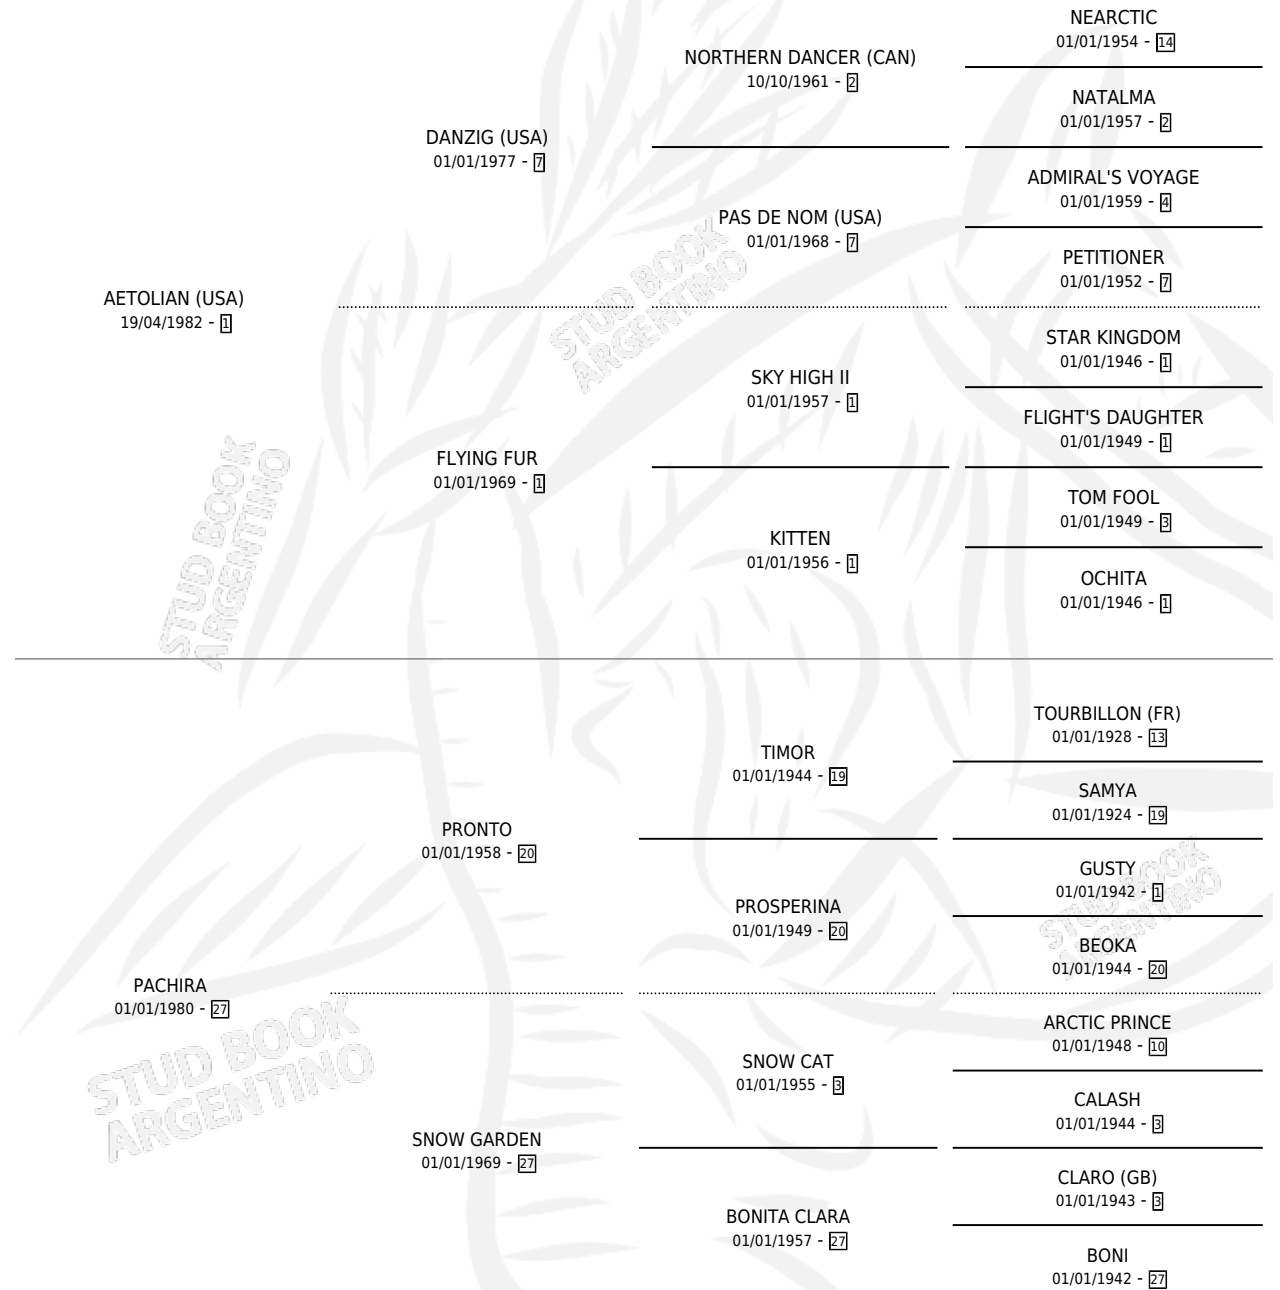 NEARCTIC
01/01/1954 - 14
NORTHERN DANCER (CAN)
10/10/1961 - 2
NATALMA
01/01/1957 - 2
DANZIG (USA)
01/01/1977 - 7
ADMIRAL'S VOYAGE
01/01/1959 - 4
PAS DE NOM (USA)
01/01/1968 - 7
PETITIONER
01/01/1952 - 7
AETOLIAN (USA)
19/04/1982 - 1
STAR KINGDOM
01/01/1946 - 1
SKY HIGH II
01/01/1957 - 1
FLIGHT'S DAUGHTER
01/01/1949 - 1
FLYING FUR
01/01/1969 - 1
TOM FOOL
01/01/1949 - 3
KITTEN
01/01/1956 - 1
OCHITA
01/01/1946 - 1
TOURBILLON (FR)
01/01/1928 - 13
TIMOR
01/01/1944 - 19
SAMYA
01/01/1924 - 19
PRONTO
01/01/1958 - 20
GUSTY
01/01/1942 - 1
PROSPERINA
01/01/1949 - 20
BEOKA
01/01/1944 - 20
PACHIRA
01/01/1980 - 27
ARCTIC PRINCE
01/01/1948 - 10
SNOW CAT
01/01/1955 - 3
CALASH
01/01/1944 - 3
SNOW GARDEN
01/01/1969 - 27
CLARO (GB)
01/01/1943 - 3
BONITA CLARA
01/01/1957 - 27
BONI
01/01/1942 - 27
STUD BOOK
ARGENTINO
STUD BOOK
ARGENTINO
STUD BOOK
ARGENTINO
STUD BOOK
ARGENTINO